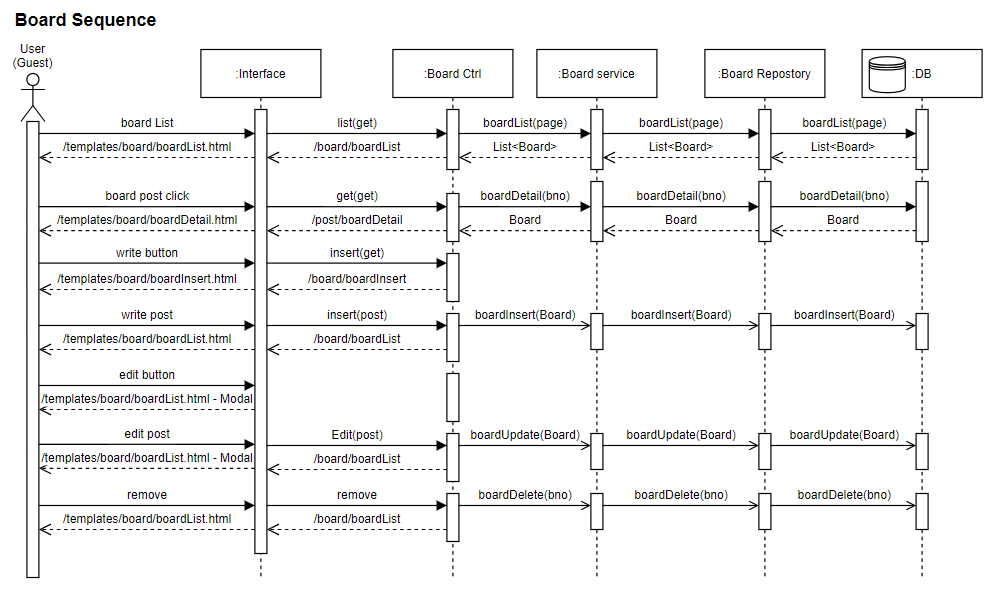 Board Sequence
User
(Guest)
:Interface
:Board Ctrl
:Board service
:Board Repostory
:DB
board List
list(get)
boardList(page)
boardList(page)
boardList(page)
/templates/board/boardList.html
/board/boardList
List<Board>
List<Board>
List<Board>
board post click
get(get)
boardDetail(bno)
boardDetail(bno)
boardDetail(bno)
/templates/board/boardDetail.html
/post/boardDetail
Board
Board
Board
write button
insert(get)
/templates/board/boardInsert.html
/board/boardInsert
write post
insert(post)
boardInsert(Board)
boardInsert(Board)
boardInsert(Board)
/templates/board/boardList.html
/board/boardList
edit button
/templates/board/boardList.html - Modal
edit post
Edit(post)
boardUpdate(Board)
boardUpdate(Board)
boardUpdate(Board)
/templates/board/boardList.html - Modal
/board/boardList
remove
remove
boardDelete(bno)
boardDelete(bno)
boardDelete(bno)
/templates/board/boardList.html
/board/boardList